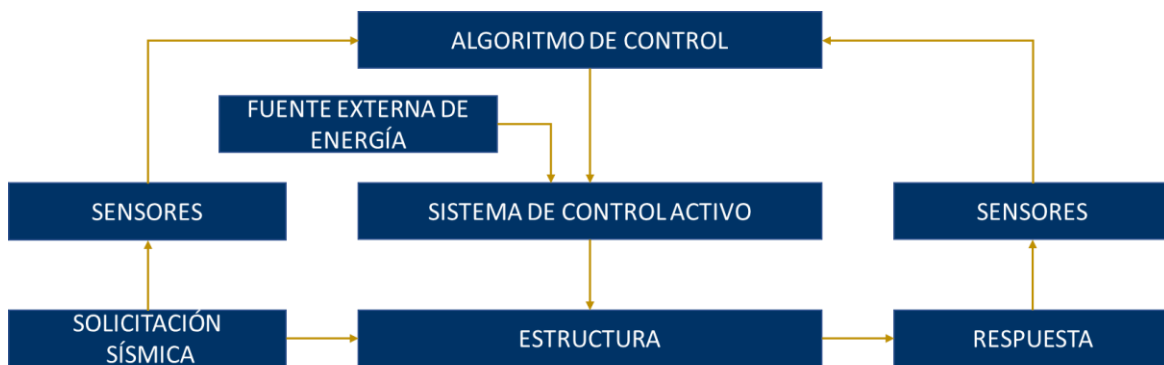 ALGORITMO DE CONTROL
FUENTE EXTERNA DE
ENERGÍA
SENSORES
SISTEMA DE CONTROL ACTIVO
SENSORES
SOLICITACIÓN
SÍSMICA
ESTRUCTURA
RESPUESTA